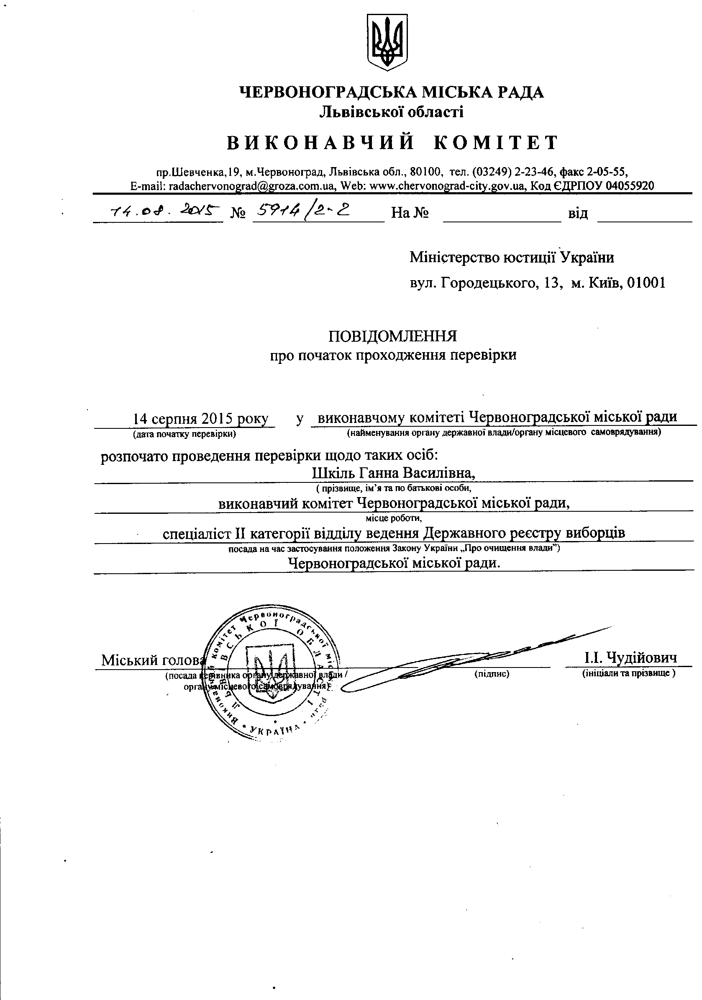 ЧЕРВОНОГРАДСЬКА МІСЬКА РАДА
Львівської області
ВИКОНАВЧИЙ КОМІТЕТ
пр.Шевченка,19, м.Червоноград, Львівська обл., 80100, тел. (03249) 2-23-46, факс 2-05-55,
E-mail: radachervonograd@groza.com.ua, Web: www.chervonograd-city.gov.ua, Код ЄДРПОУ 04055920
14.08.2015 № 5914/2-2 На № від
Міністерство юстиції України
вул. Городецького, 13, м. Київ, 01001
ПОВІДОМЛЕННЯ
про початок проходження перевірки
14 серпня 2015 року у виконавчому комітеті Червоноградської міської ради
(дата початку перевірки) (найменування органу державної влади/органу місцевого самоврядування)
розпочато проведення перевірки щодо таких осіб:
Шкіль Ганна Василівна,
( прізвище, ім’я та по батькові особи,
виконавчий комітет Червоноградської міської ради,
місце роботи,
спеціаліст ІІ категорії відділу ведення Державного реєстру виборців
посада на час застосування положення Закону України „Про очищення влади”)
Червоноградської міської ради.
Міський голова І.І. Чудійович
(посада керівника органу державної влади / (підпис) (ініціали та прізвище )
органу місцевого самоврядування)
Виконавчий комітет Червоноградської міської ради
ЛЬВІВСЬКОЇ ОБЛАСТІ
* УКРАЇНА *